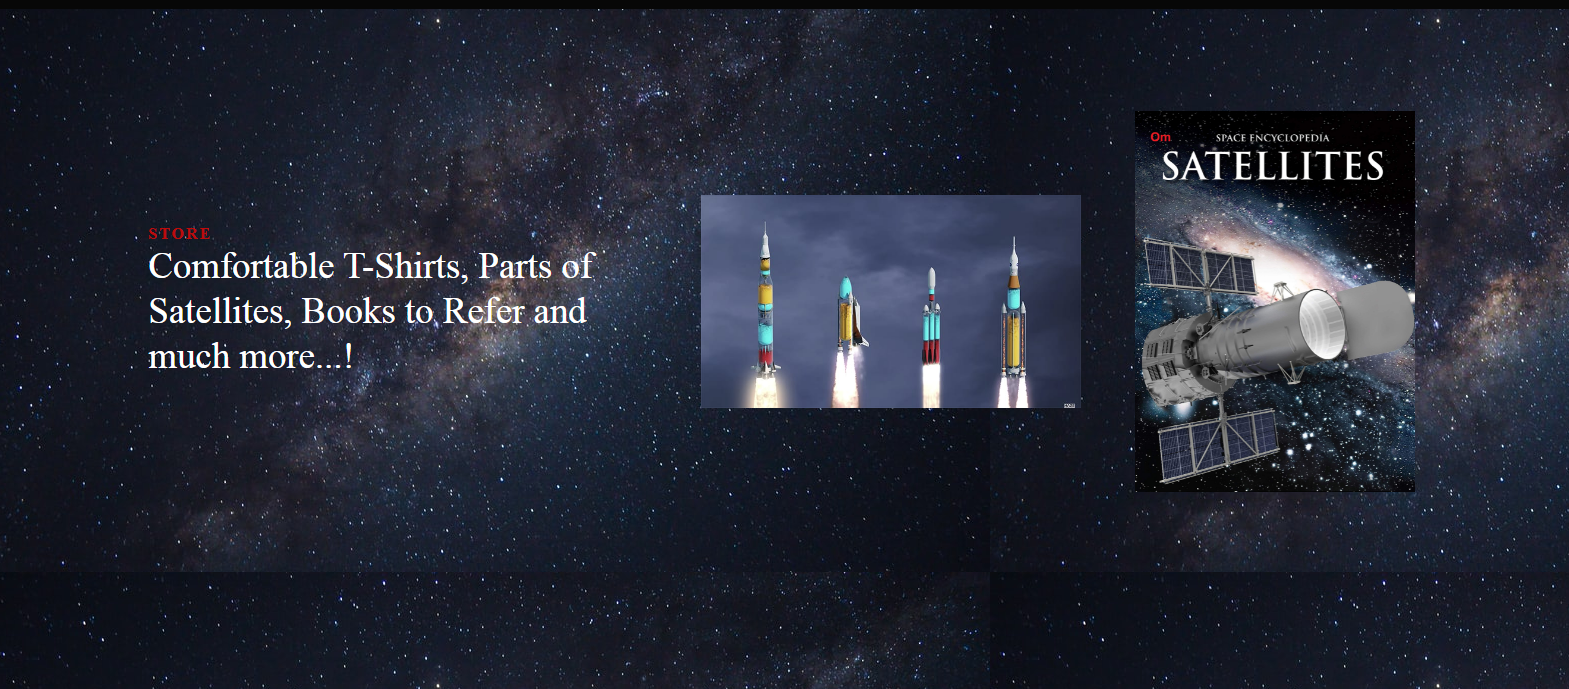 STORE
Comfortable T-Shirts, Parts of
Satellites, Books to Refer and
much more...!
Om
SPACE ENCYCLOPEDIA
SATELLITES